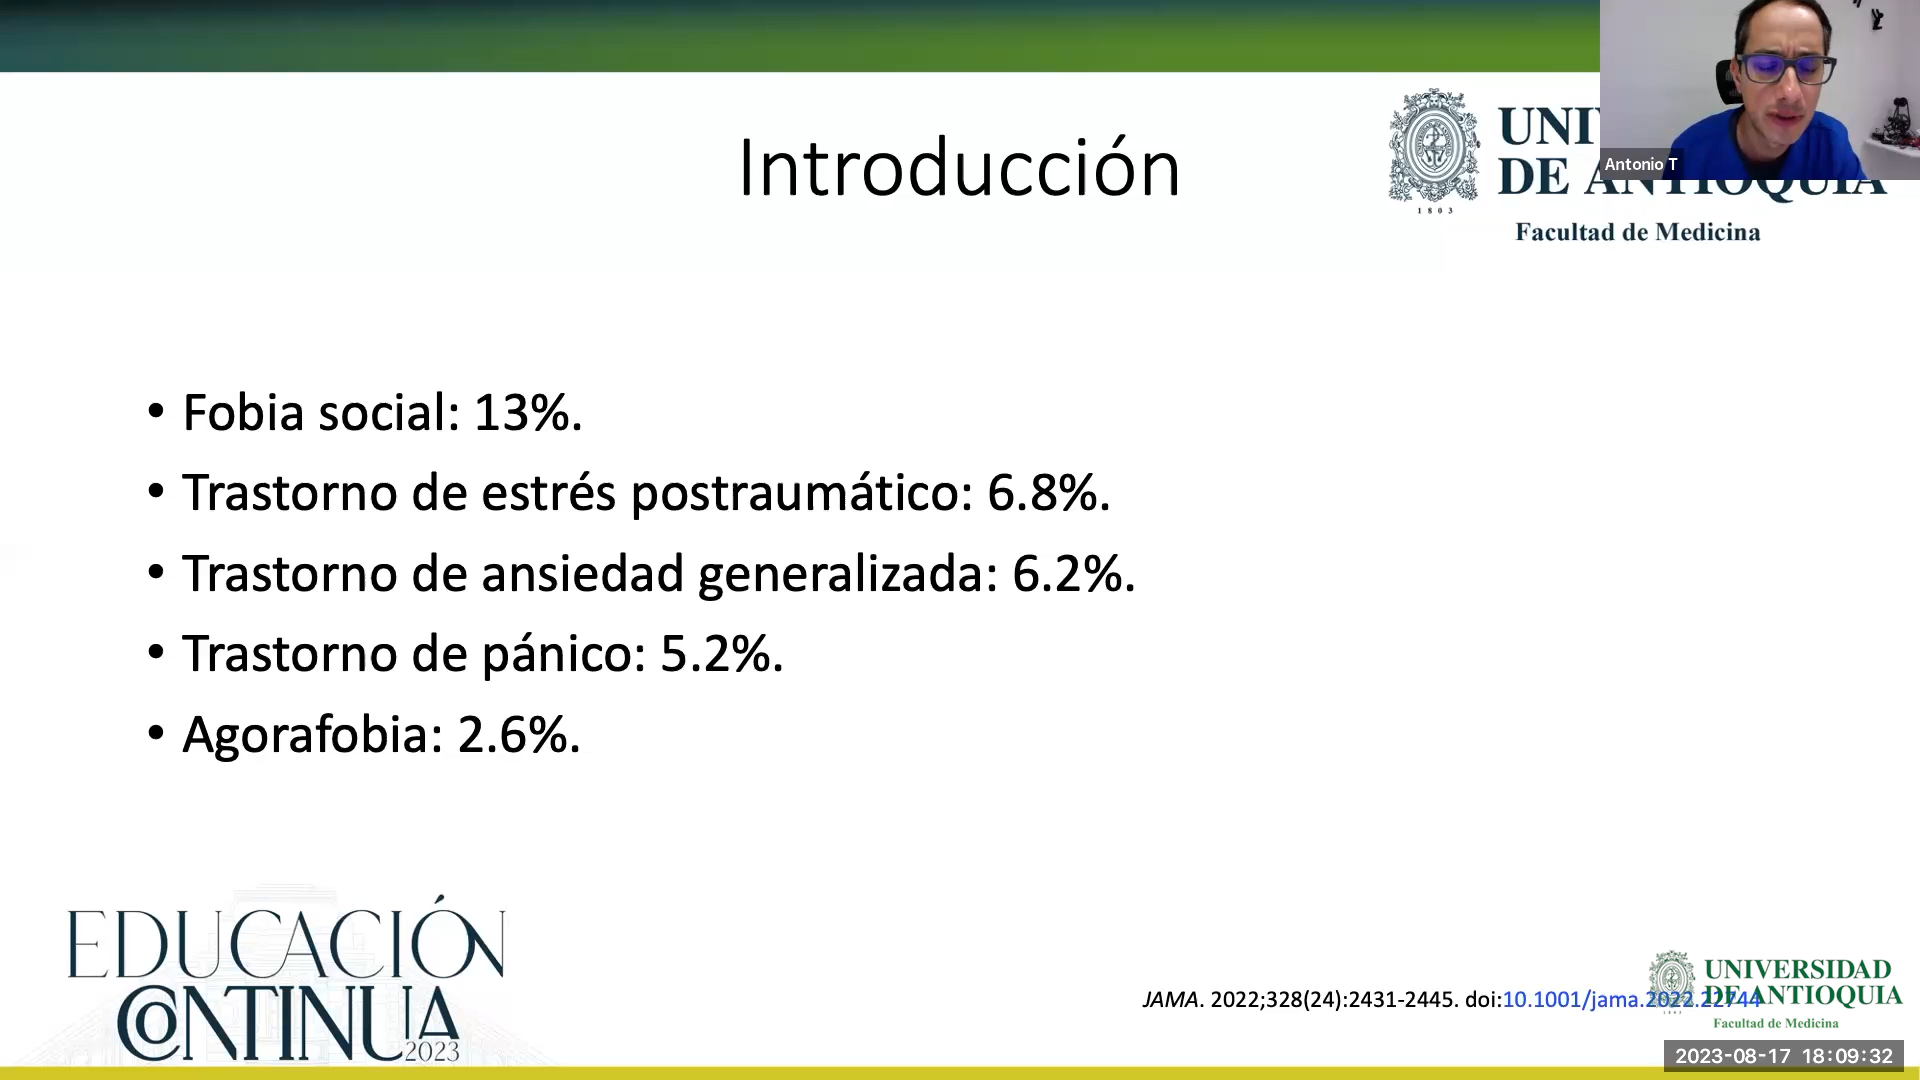 Introducción
UNI
DE ANTIOQUIA
1803
Facultad de Medicina
Antonio T
• Fobia social: 13%.
• Trastorno de estrés postraumático: 6.8%.
• Trastorno de ansiedad generalizada: 6.2%.
• Trastorno de pánico: 5.2%.
• Agorafobia: 2.6%.
EDUCACIÓN
CONTINUA
2023
JAMA. 2022;328(24):2431-2445. doi:10.1001/jama.2022.22744
UNIVERSIDAD
DE ANTIOQUIA
Facultad de Medicina
2023-08-17 18:09:32